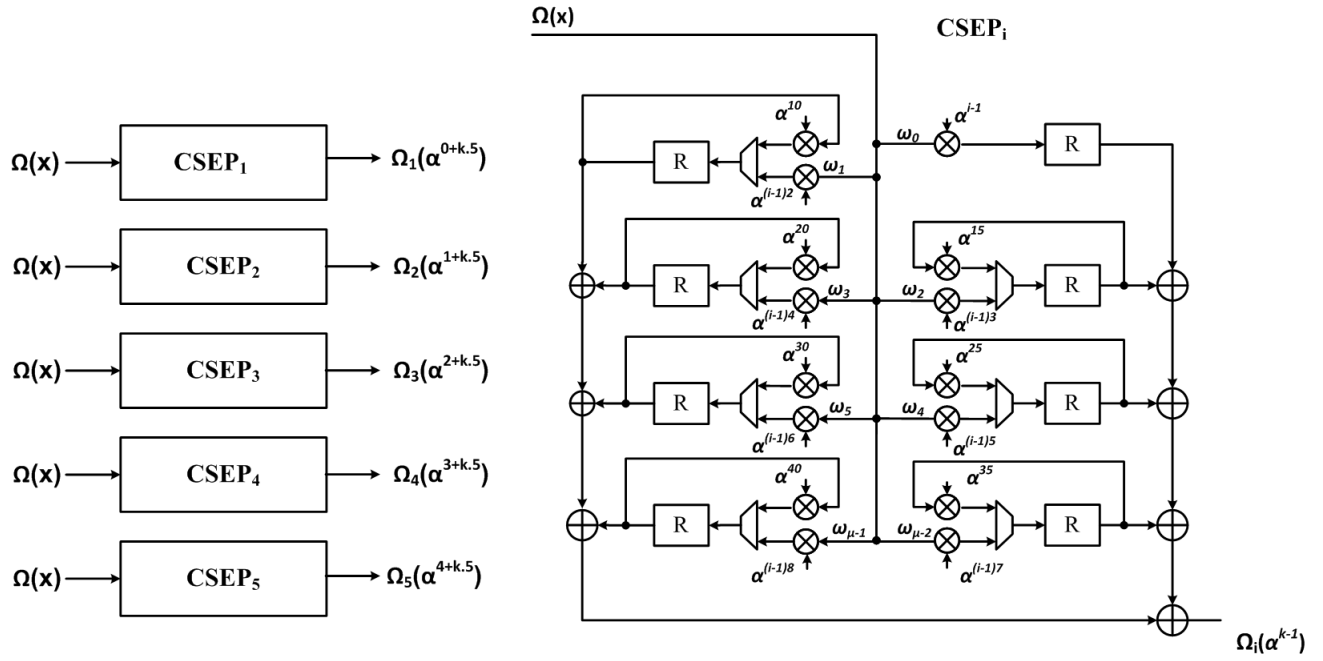 Ω(x)
CSEPᵢ
Ω(x) CSEP₁ Ω₁(α^{0+k.5})
Ω(x) CSEP₂ Ω₂(α^{1+k.5})
Ω(x) CSEP₃ Ω₃(α^{2+k.5})
Ω(x) CSEP₄ Ω₄(α^{3+k.5})
Ω(x) CSEP₅ Ω₅(α^{4+k.5})
α^{10}
R
ω₁
α^{(i-1)2}
ω₀
α^{i-1}
R
α^{20}
R
ω₃
α^{(i-1)4}
α^{15}
ω₂
R
α^{(i-1)3}
α^{30}
R
ω₅
α^{(i-1)6}
α^{25}
ω₄
R
α^{(i-1)5}
α^{40}
R
ω_{μ-1}
α^{(i-1)8}
α^{35}
ω_{μ-2}
R
α^{(i-1)7}
Ωᵢ(α^{k-1})